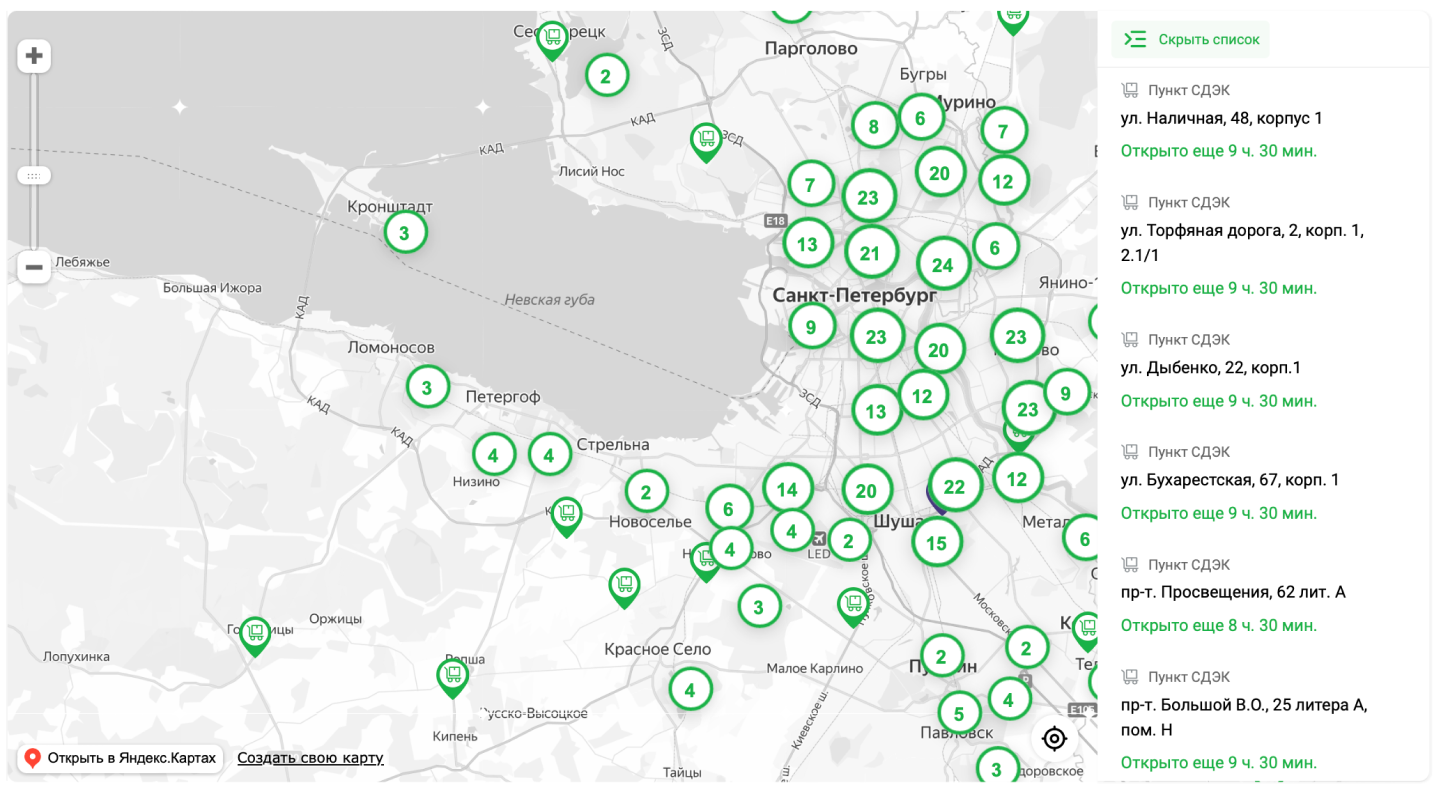 Сестрорецк
2
ЗСД
Парголово
Бугры
Мурино
КАД
ЗСД
КАД
8
6
7
Лисий Нос
7
23
20
12
Кронштадт
3
E18
13
21
24
6
Лебяжье
Большая Ижора
КАД
Невская губа
Санкт-Петербург
Янино-1
9
23
20
23
Ломоносов
3
Петергоф
КАД
КАД
ЗСД
13
12
23
9
Стрельна
4
4
Низино
КАД
2
Новоселье
6
14
20
22
12
Шуша
Метал
4
4
LED
2
15
6
3
Пулковское ш.
Московск
Оржицы
Лопухинка
Красное Село
Малое Карлино
2
2
Тел
Ропша
4
5
4
E105
Русско-Высоцкое
Киевское ш.
Павловск
Кипень
Тайцы
3
доровское
Открыть в Яндекс.Картах
Создать свою карту
Скрыть список
Пункт СДЭК
ул. Наличная, 48, корпус 1
Открыто еще 9 ч. 30 мин.
Пункт СДЭК
ул. Торфяная дорога, 2, корп. 1,
2.1/1
Открыто еще 9 ч. 30 мин.
Пункт СДЭК
ул. Дыбенко, 22, корп.1
Открыто еще 9 ч. 30 мин.
Пункт СДЭК
ул. Бухарестская, 67, корп. 1
Открыто еще 9 ч. 30 мин.
Пункт СДЭК
пр-т. Просвещения, 62 лит. А
Открыто еще 8 ч. 30 мин.
Пункт СДЭК
пр-т. Большой В.О., 25 литера А,
пом. Н
Открыто еще 9 ч. 30 мин.